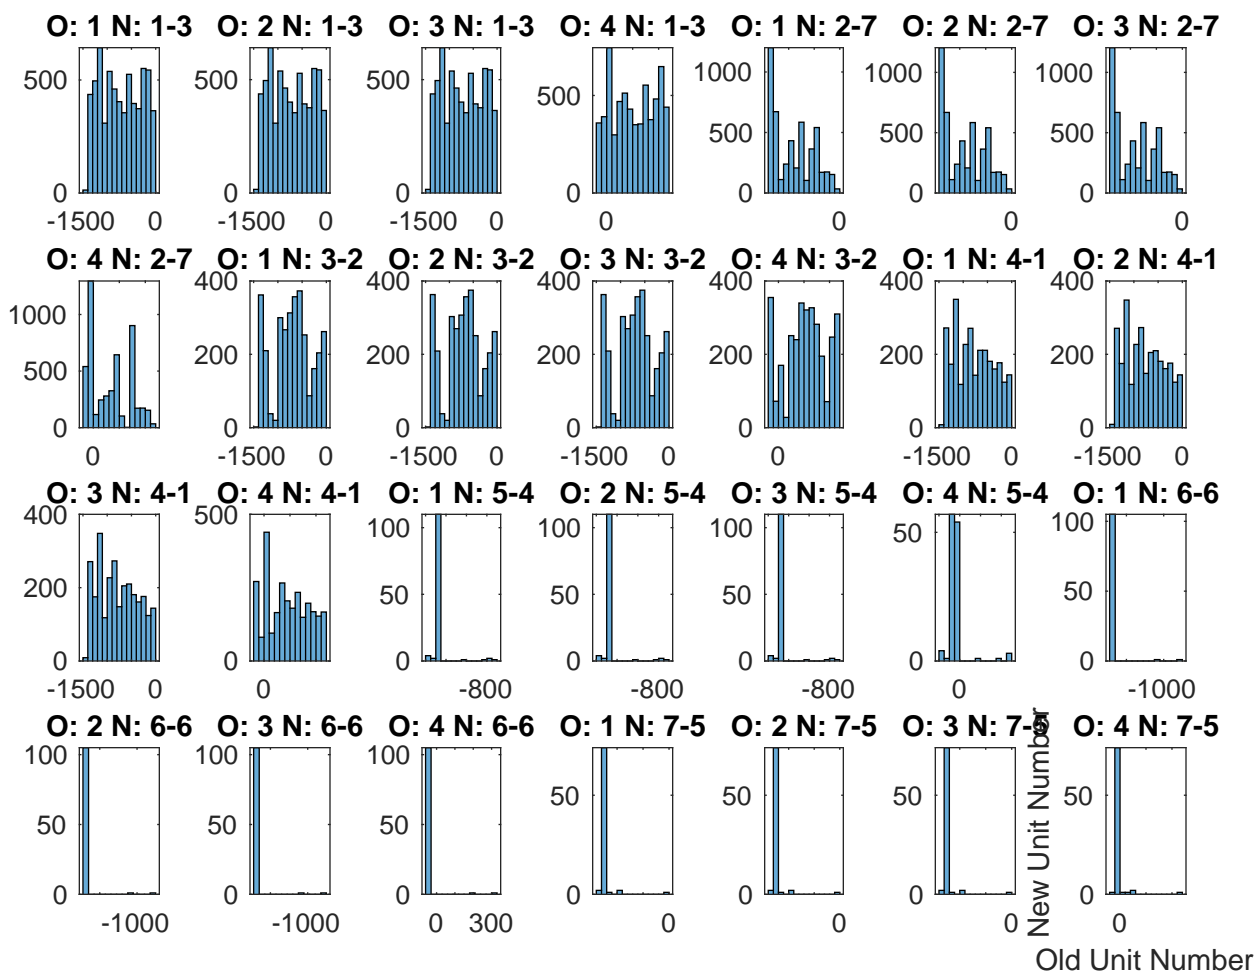 O: 1 N: 1-3 O: 2 N: 1-3 O: 3 N: 1-3 O: 4 N: 1-3 O: 1 N: 2-7 O: 2 N: 2-7 O: 3 N: 2-7
500 500 500 500 1000 1000 1000
500 500 500
0 0 0 0 0 0 0
-1500 0 -1500 0 -1500 0 0 0 0 0
O: 4 N: 2-7 O: 1 N: 3-2 O: 2 N: 3-2 O: 3 N: 3-2 O: 4 N: 3-2 O: 1 N: 4-1 O: 2 N: 4-1
1000 400 400 400 400 400 400
500 200 200 200 200 200 200
0 0 0 0 0 0 0
0 -1500 0 -1500 0 -1500 0 0 -1500 0 -1500 0
O: 3 N: 4-1 O: 4 N: 4-1 O: 1 N: 5-4 O: 2 N: 5-4 O: 3 N: 5-4 O: 4 N: 5-4 O: 1 N: 6-6
400 500 100 100 100 50 100
200 50 50 50 50
0 0 0 0 0 0 0
-1500 0 0 -800 -800 -800 0 -1000
O: 2 N: 6-6 O: 3 N: 6-6 O: 4 N: 6-6 O: 1 N: 7-5 O: 2 N: 7-5 O: 3 N: 7-5 O: 4 N: 7-5
100 100 100 50 50 50 50
50 50 50
0 0 0 0 0 0 0
-1000 -1000 0 300 0 0 0 0
New Unit Number
Old Unit Number